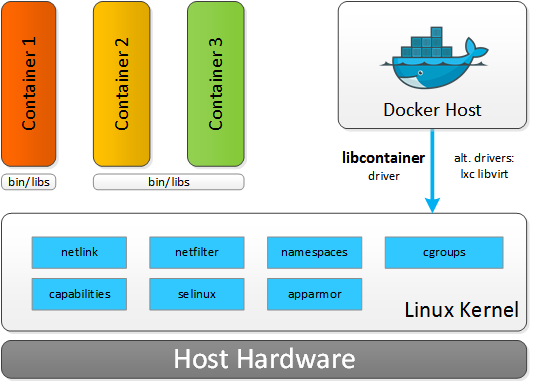 Container 1
Container 2
Container 3
Docker Host
bin/libs
bin/libs
libcontainer
driver
alt. drivers:
lxc libvirt
netlink
netfilter
namespaces
cgroups
capabilities
selinux
apparmor
Linux Kernel
Host Hardware